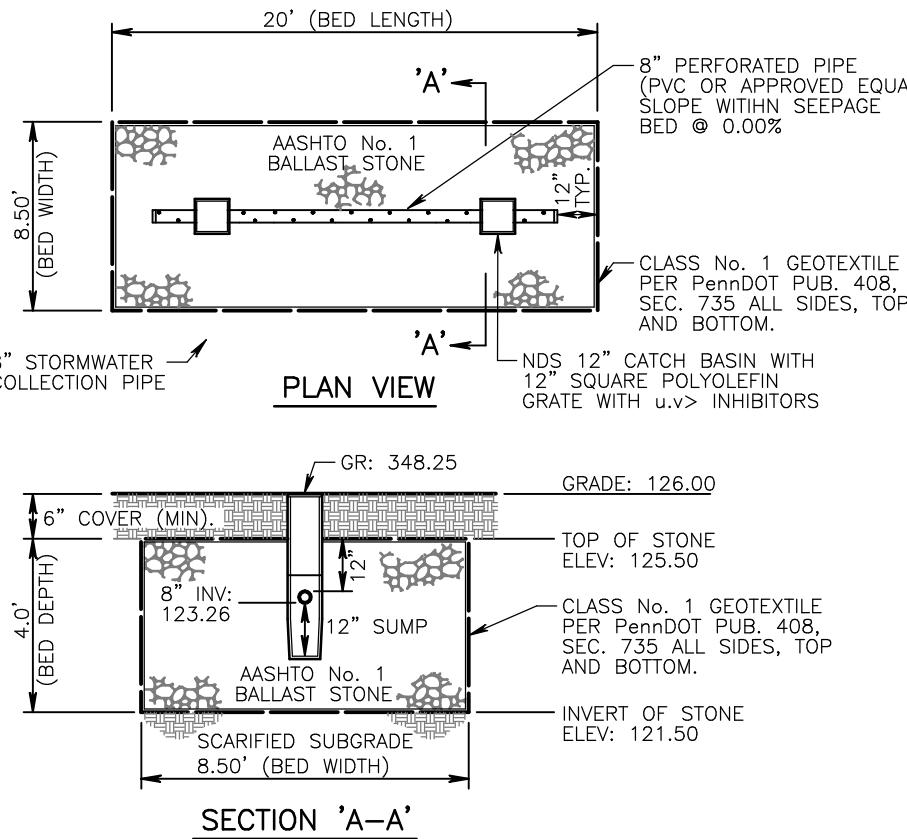 20' (BED LENGTH)
'A'
8" PERFORATED PIPE
(PVC OR APPROVED EQUA
SLOPE WITIHN SEEPAGE
BED @ 0.00%
AASHTO No. 1
BALLAST STONE
12"
TYP.
8.50'
(BED WIDTH)
CLASS No. 1 GEOTEXTILE
PER PennDOT PUB. 408,
SEC. 735 ALL SIDES, TOP
AND BOTTOM.
'A'
8" STORMWATER
COLLECTION PIPE
NDS 12" CATCH BASIN WITH
12" SQUARE POLYOLEFIN
GRATE WITH u.v> INHIBITORS
PLAN VIEW
GR: 348.25
GRADE: 126.00
6" COVER (MIN).
TOP OF STONE
ELEV: 125.50
12"
8" INV:
123.26
12" SUMP
4.0'
(BED DEPTH)
CLASS No. 1 GEOTEXTILE
PER PennDOT PUB. 408,
SEC. 735 ALL SIDES, TOP
AND BOTTOM.
AASHTO No. 1
BALLAST STONE
INVERT OF STONE
ELEV: 121.50
SCARIFIED SUBGRADE
8.50' (BED WIDTH)
SECTION 'A-A'